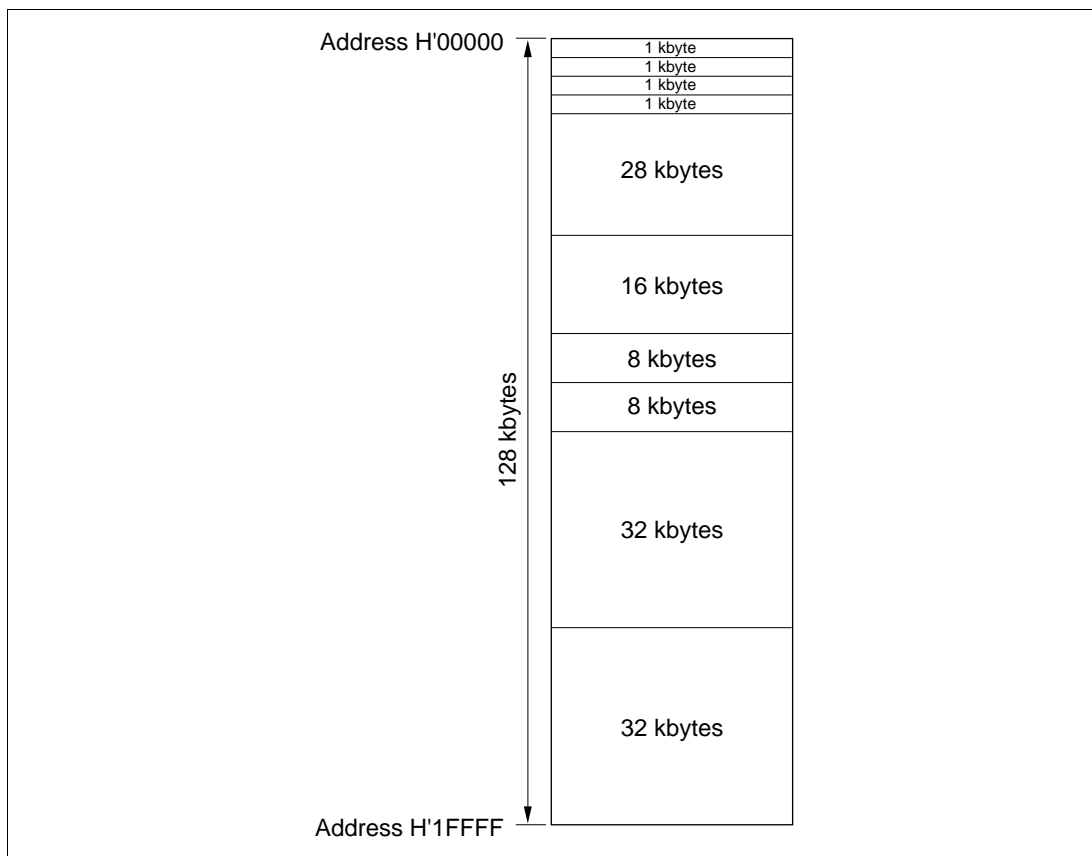 Address H'00000
1 kbyte
1 kbyte
1 kbyte
1 kbyte
28 kbytes
16 kbytes
8 kbytes
8 kbytes
128 kbytes
32 kbytes
32 kbytes
Address H'1FFFF